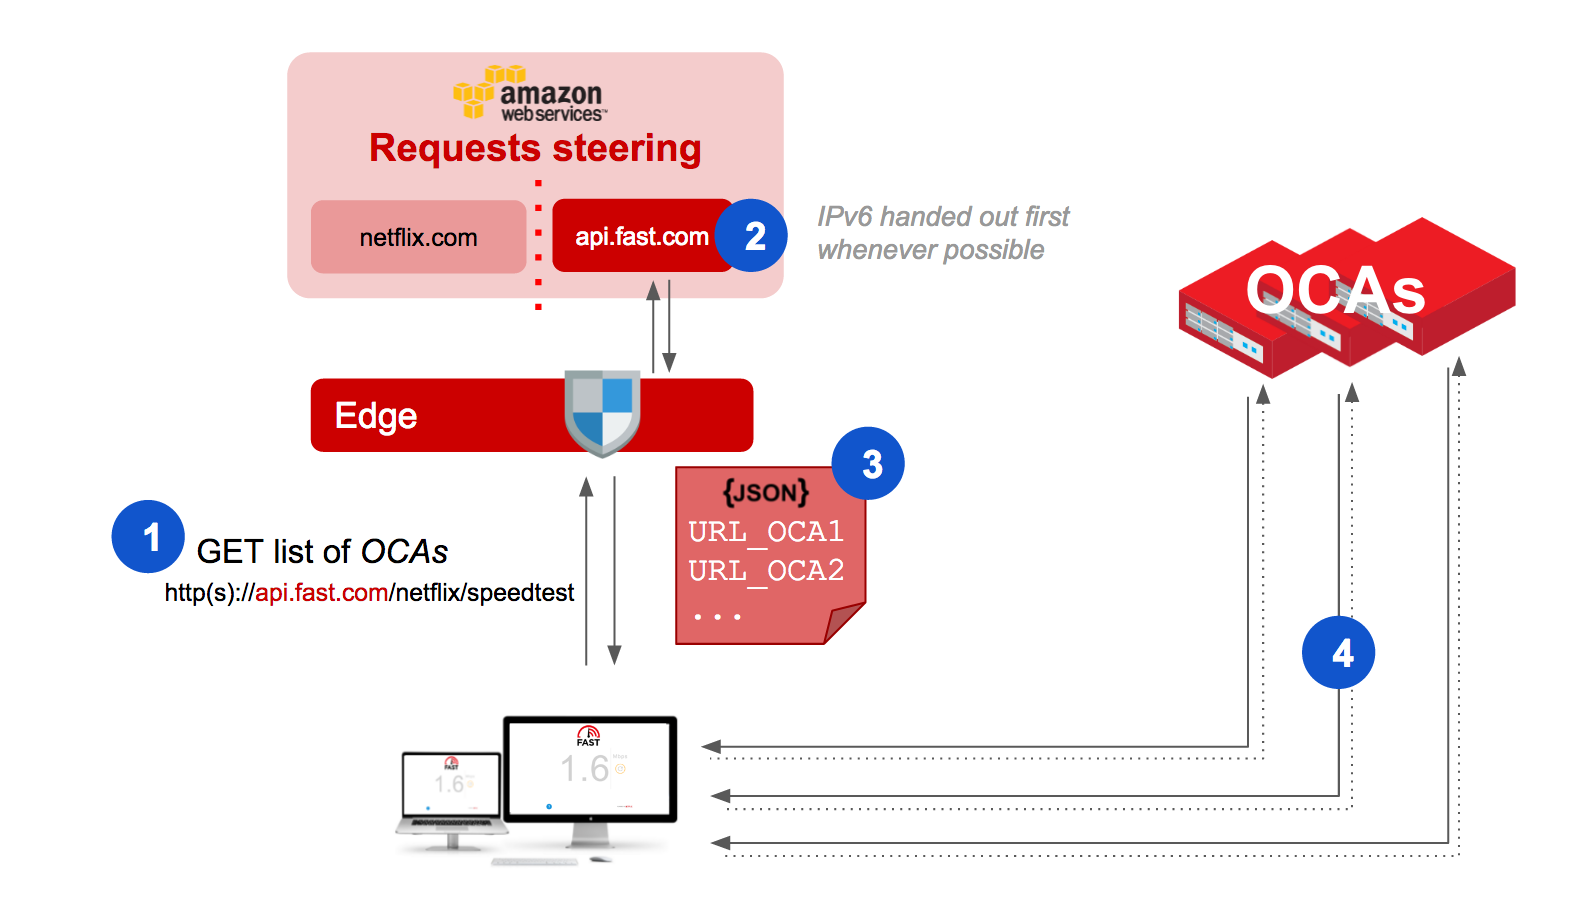 amazon
webservices™
Requests steering
netflix.com
api.fast.com
2
IPv6 handed out first
whenever possible
OCAs
Edge
3
{JSON}
URL_OCA1
URL_OCA2
...
1
GET list of OCAs
http(s)://api.fast.com/netflix/speedtest
4
FAST
1.6
Mbps
FAST
1.6